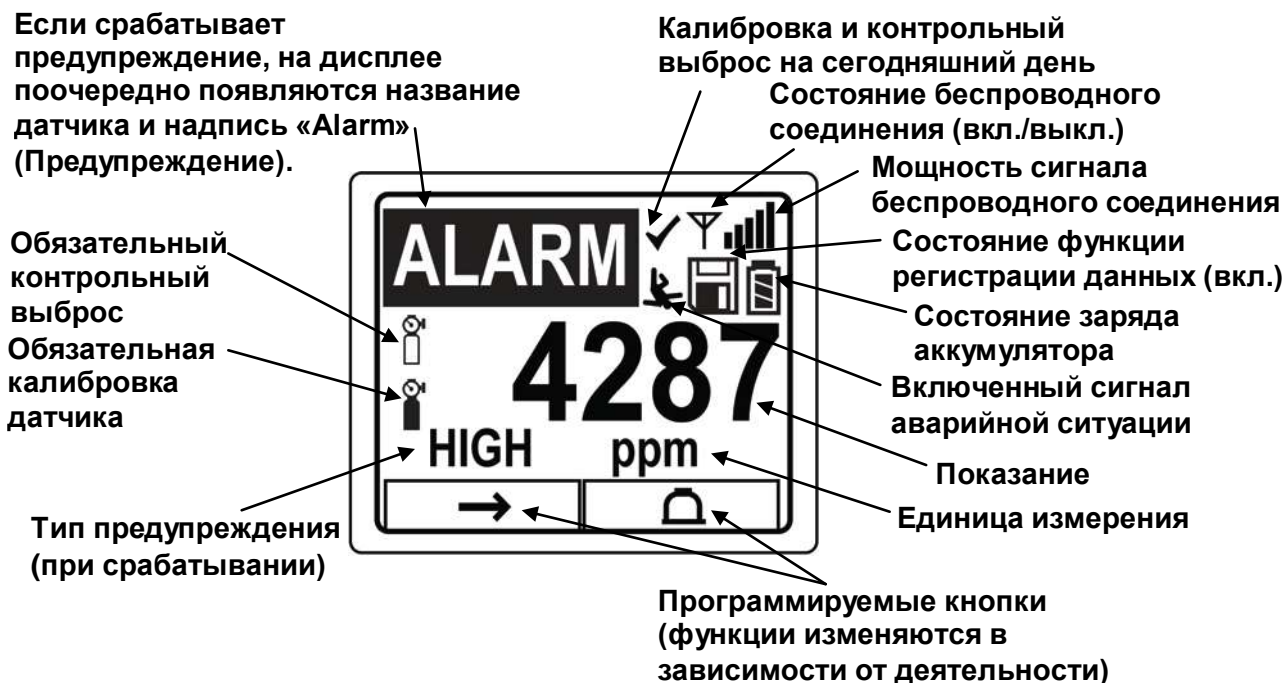 Если срабатывает
предупреждение, на дисплее
поочередно появляются название
датчика и надпись «Alarm»
(Предупреждение).
Калибровка и контрольный
выброс на сегодняшний день
Состояние беспроводного
соединения (вкл./выкл.)
Мощность сигнала
беспроводного соединения
Состояние функции
регистрации данных (вкл.)
Состояние заряда
аккумулятора
Включенный сигнал
аварийной ситуации
Показание
Единица измерения
Обязательный
контрольный
выброс
Обязательная
калибровка
датчика
Тип предупреждения
(при срабатывании)
ALARM
4287
HIGH ppm
Программируемые кнопки
(функции изменяются в
зависимости от деятельности)